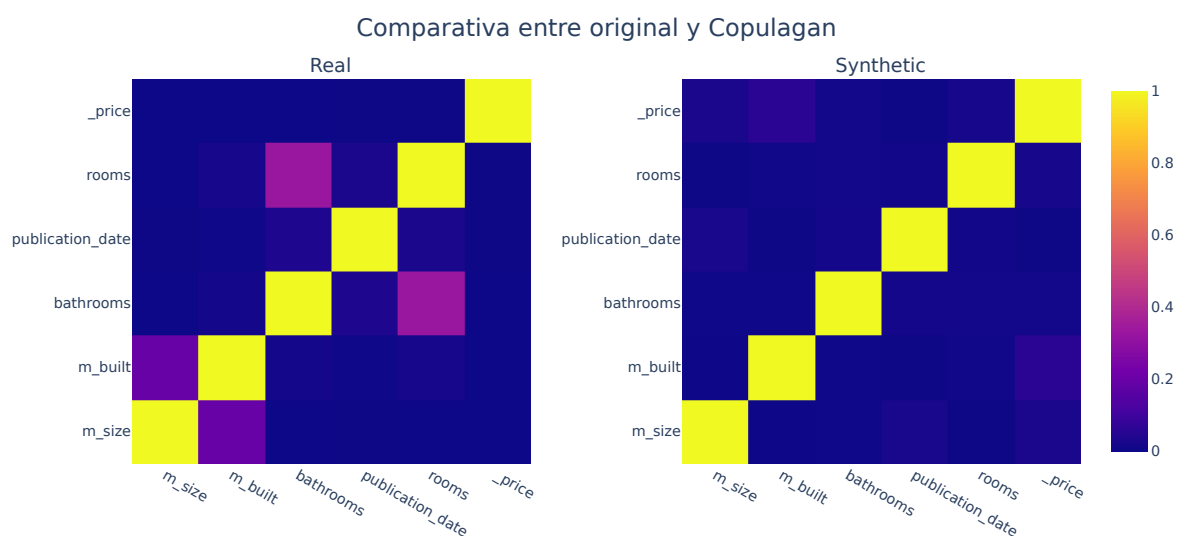 Comparativa entre original y Copulagan
Real
Synthetic
_price
rooms
publication_date
bathrooms
m_built
m_size
m_size
m_built
bathrooms
publication_date
rooms
_price
_price
rooms
publication_date
bathrooms
m_built
m_size
m_size
m_built
bathrooms
publication_date
rooms
_price
1
0.8
0.6
0.4
0.2
0